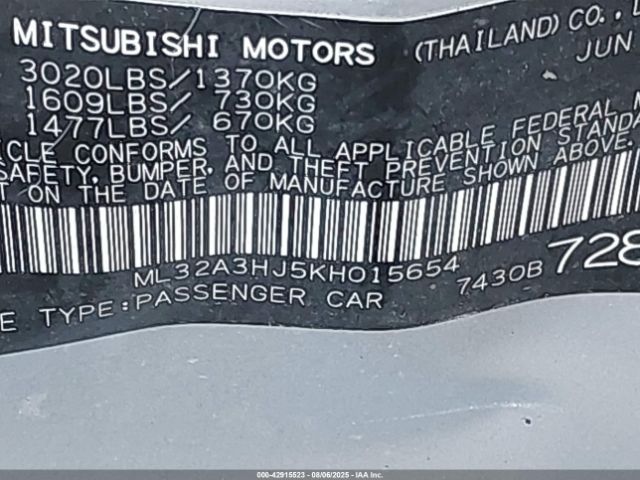 MITSUBISHI MOTORS (THAILAND) CO.,
JUN
3020LBS/1370KG
1609LBS/ 730KG
1477LBS/ 670KG
CLE CONFORMS TO ALL APPLICABLE FEDERAL M
SAFETY, BUMPER, AND THEFT PREVENTION STANDA
T ON THE DATE OF MANUFACTURE SHOWN ABOVE.
ML32A3HJ5KH015654 7430B 728
E TYPE:PASSENGER CAR
000-42915523 - 08/06/2025 - Copyright © 2025 IAA, Inc.